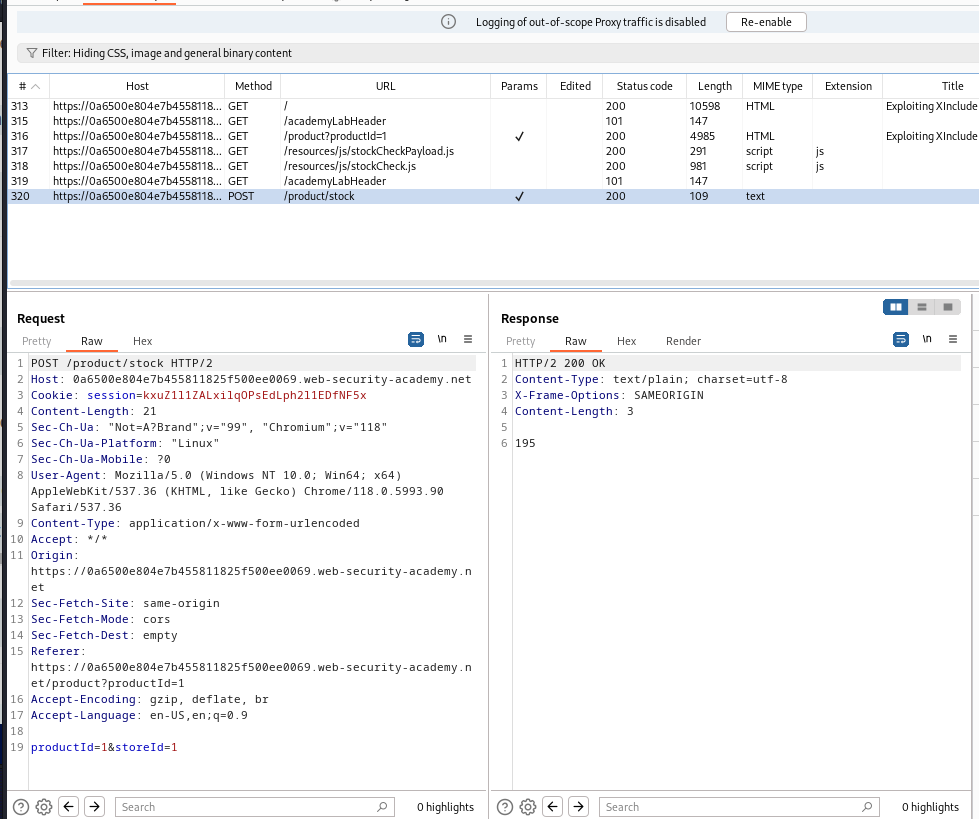 Logging of out-of-scope Proxy traffic is disabled Re-enable
Filter: Hiding CSS, image and general binary content
# Host Method URL Params Edited Status code Length MIME type Extension Title
313 https://0a6500e804e7b4558118... GET / 200 10598 HTML Exploiting XInclude
315 https://0a6500e804e7b4558118... GET /academyLabHeader 101 147
316 https://0a6500e804e7b4558118... GET /product?productId=1 ✓ 200 4985 HTML Exploiting XInclude
317 https://0a6500e804e7b4558118... GET /resources/js/stockCheckPayload.js 200 291 script js
318 https://0a6500e804e7b4558118... GET /resources/js/stockCheck.js 200 981 script js
319 https://0a6500e804e7b4558118... GET /academyLabHeader 101 147
320 https://0a6500e804e7b4558118... POST /product/stock ✓ 200 109 text
Request
Pretty Raw Hex \n
1 POST /product/stock HTTP/2
2 Host: 0a6500e804e7b455811825f500ee0069.web-security-academy.net
3 Cookie: session=kxuZ1l1ZALxilqOPsEdLph2l1EDfNF5x
4 Content-Length: 21
5 Sec-Ch-Ua: "Not=A?Brand";v="99", "Chromium";v="118"
6 Sec-Ch-Ua-Platform: "Linux"
7 Sec-Ch-Ua-Mobile: ?0
8 User-Agent: Mozilla/5.0 (Windows NT 10.0; Win64; x64)
AppleWebKit/537.36 (KHTML, like Gecko) Chrome/118.0.5993.90
Safari/537.36
9 Content-Type: application/x-www-form-urlencoded
10 Accept: */*
11 Origin:
https://0a6500e804e7b455811825f500ee0069.web-security-academy.n
et
12 Sec-Fetch-Site: same-origin
13 Sec-Fetch-Mode: cors
14 Sec-Fetch-Dest: empty
15 Referer:
https://0a6500e804e7b455811825f500ee0069.web-security-academy.n
et/product?productId=1
16 Accept-Encoding: gzip, deflate, br
17 Accept-Language: en-US,en;q=0.9
18
19 productId=1&storeId=1
Search 0 highlights
Response
Pretty Raw Hex Render \n
1 HTTP/2 200 OK
2 Content-Type: text/plain; charset=utf-8
3 X-Frame-Options: SAMEORIGIN
4 Content-Length: 3
5
6 195
Search 0 highlights